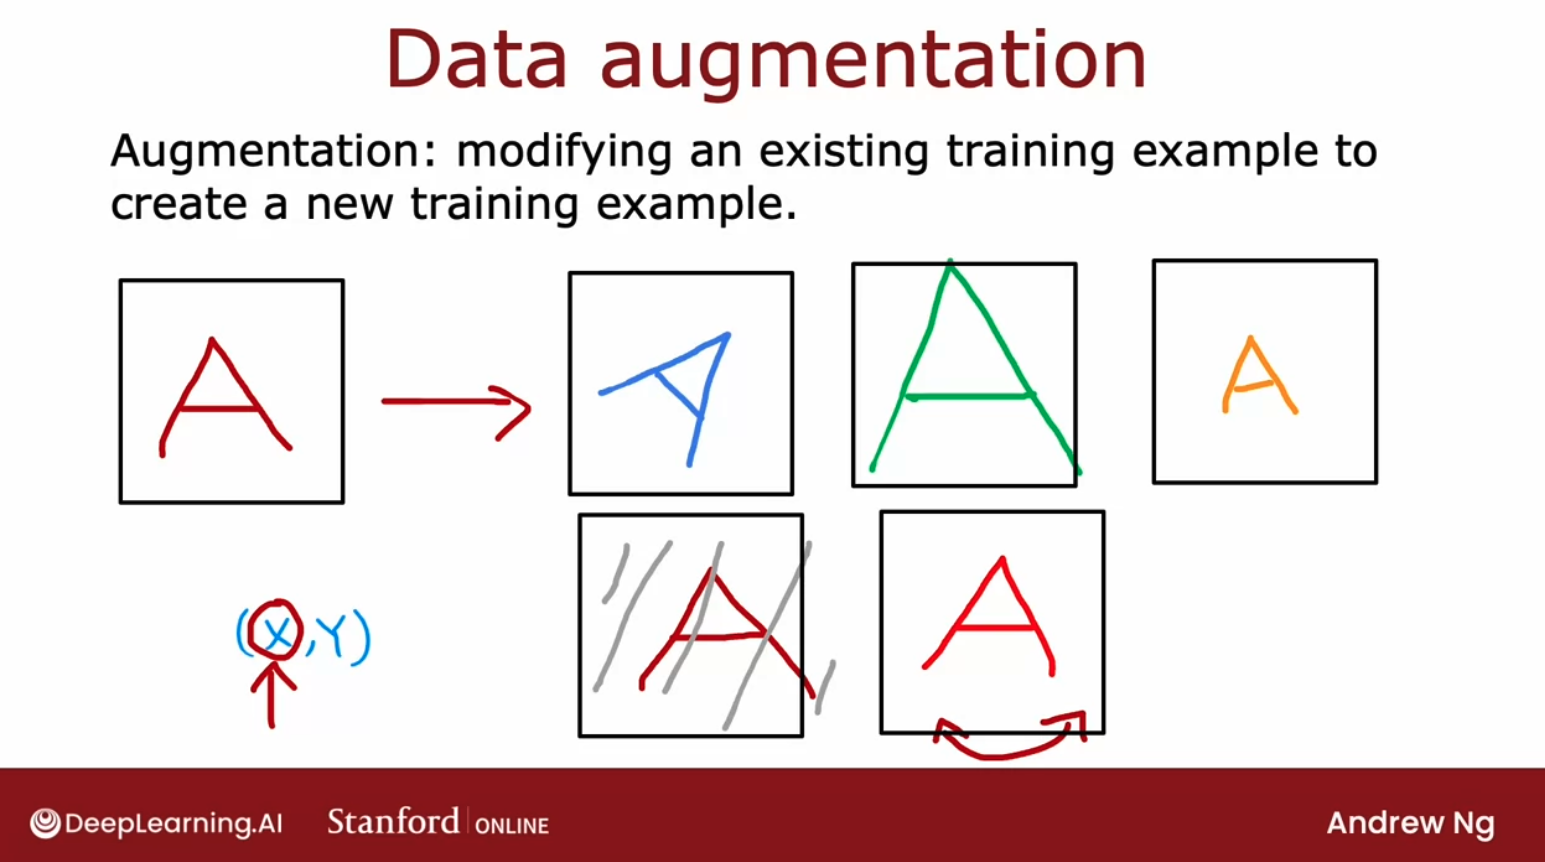 Data augmentation
Augmentation: modifying an existing training example to
create a new training example.
A
A
A
A
A
A
(X,Y)
DeepLearning.AI
Stanford | ONLINE
Andrew Ng